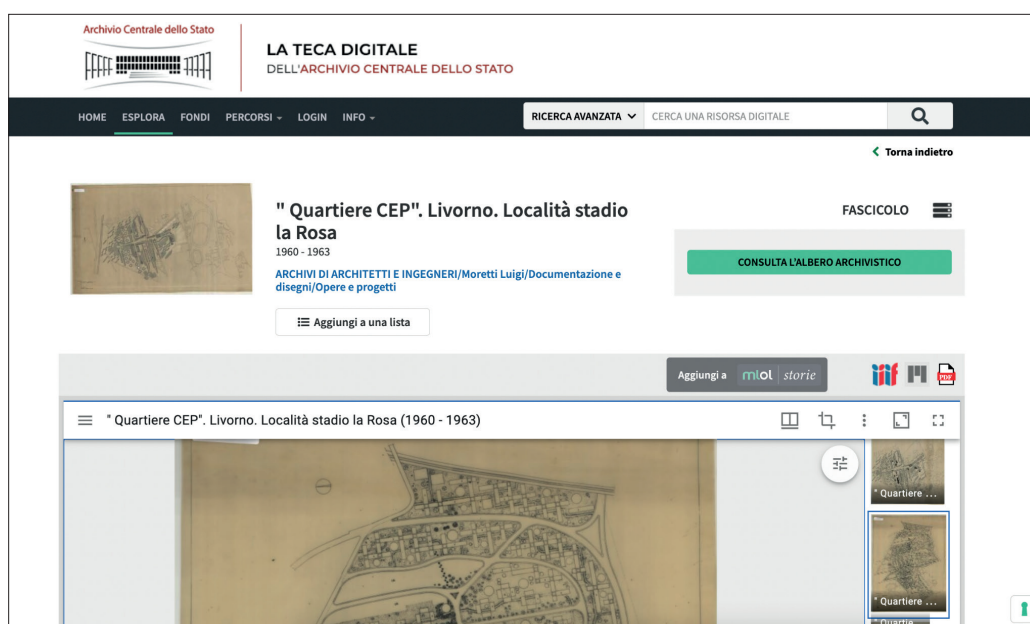 Archivio Centrale dello Stato
LA TECA DIGITALE
DELL'ARCHIVIO CENTRALE DELLO STATO
HOME ESPLORA FONDI PERCORSI LOGIN INFO
RICERCA AVANZATA CERCA UNA RISORSA DIGITALE
Torna indietro
" Quartiere CEP". Livorno. Località stadio
la Rosa
1960 - 1963
ARCHIVI DI ARCHITETTI E INGEGNERI/Moretti Luigi/Documentazione e
disegni/Opere e progetti
Aggiungi a una lista
FASCICOLO
CONSULTA L'ALBERO ARCHIVISTICO
Aggiungi a mlol storie
iiif
PDF
" Quartiere CEP". Livorno. Località stadio la Rosa (1960 - 1963)
" Quartiere ...
" Quartiere ...
" Quartie